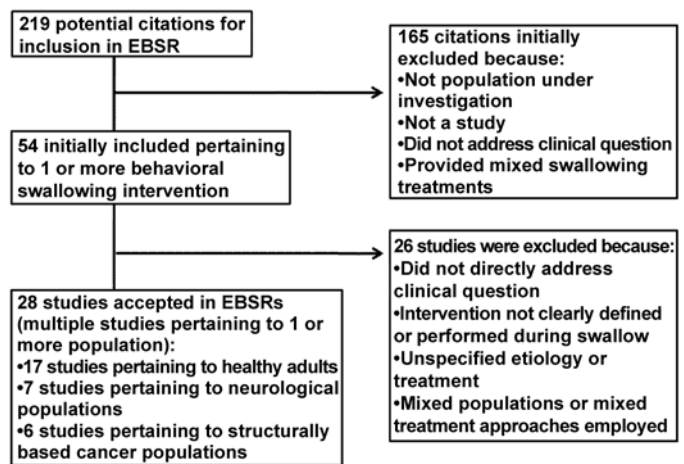 219 potential citations for
inclusion in EBSR
165 citations initially
excluded because:
•Not population under
investigation
•Not a study
•Did not address clinical question
•Provided mixed swallowing
treatments
54 initially included pertaining
to 1 or more behavioral
swallowing intervention
26 studies were excluded because:
•Did not directly address
clinical question
•Intervention not clearly defined
or performed during swallow
•Unspecified etiology or
treatment
•Mixed populations or mixed
treatment approaches employed
28 studies accepted in EBSRs
(multiple studies pertaining to 1 or
more population):
•17 studies pertaining to healthy adults
•7 studies pertaining to neurological
populations
•6 studies pertaining to structurally
based cancer populations